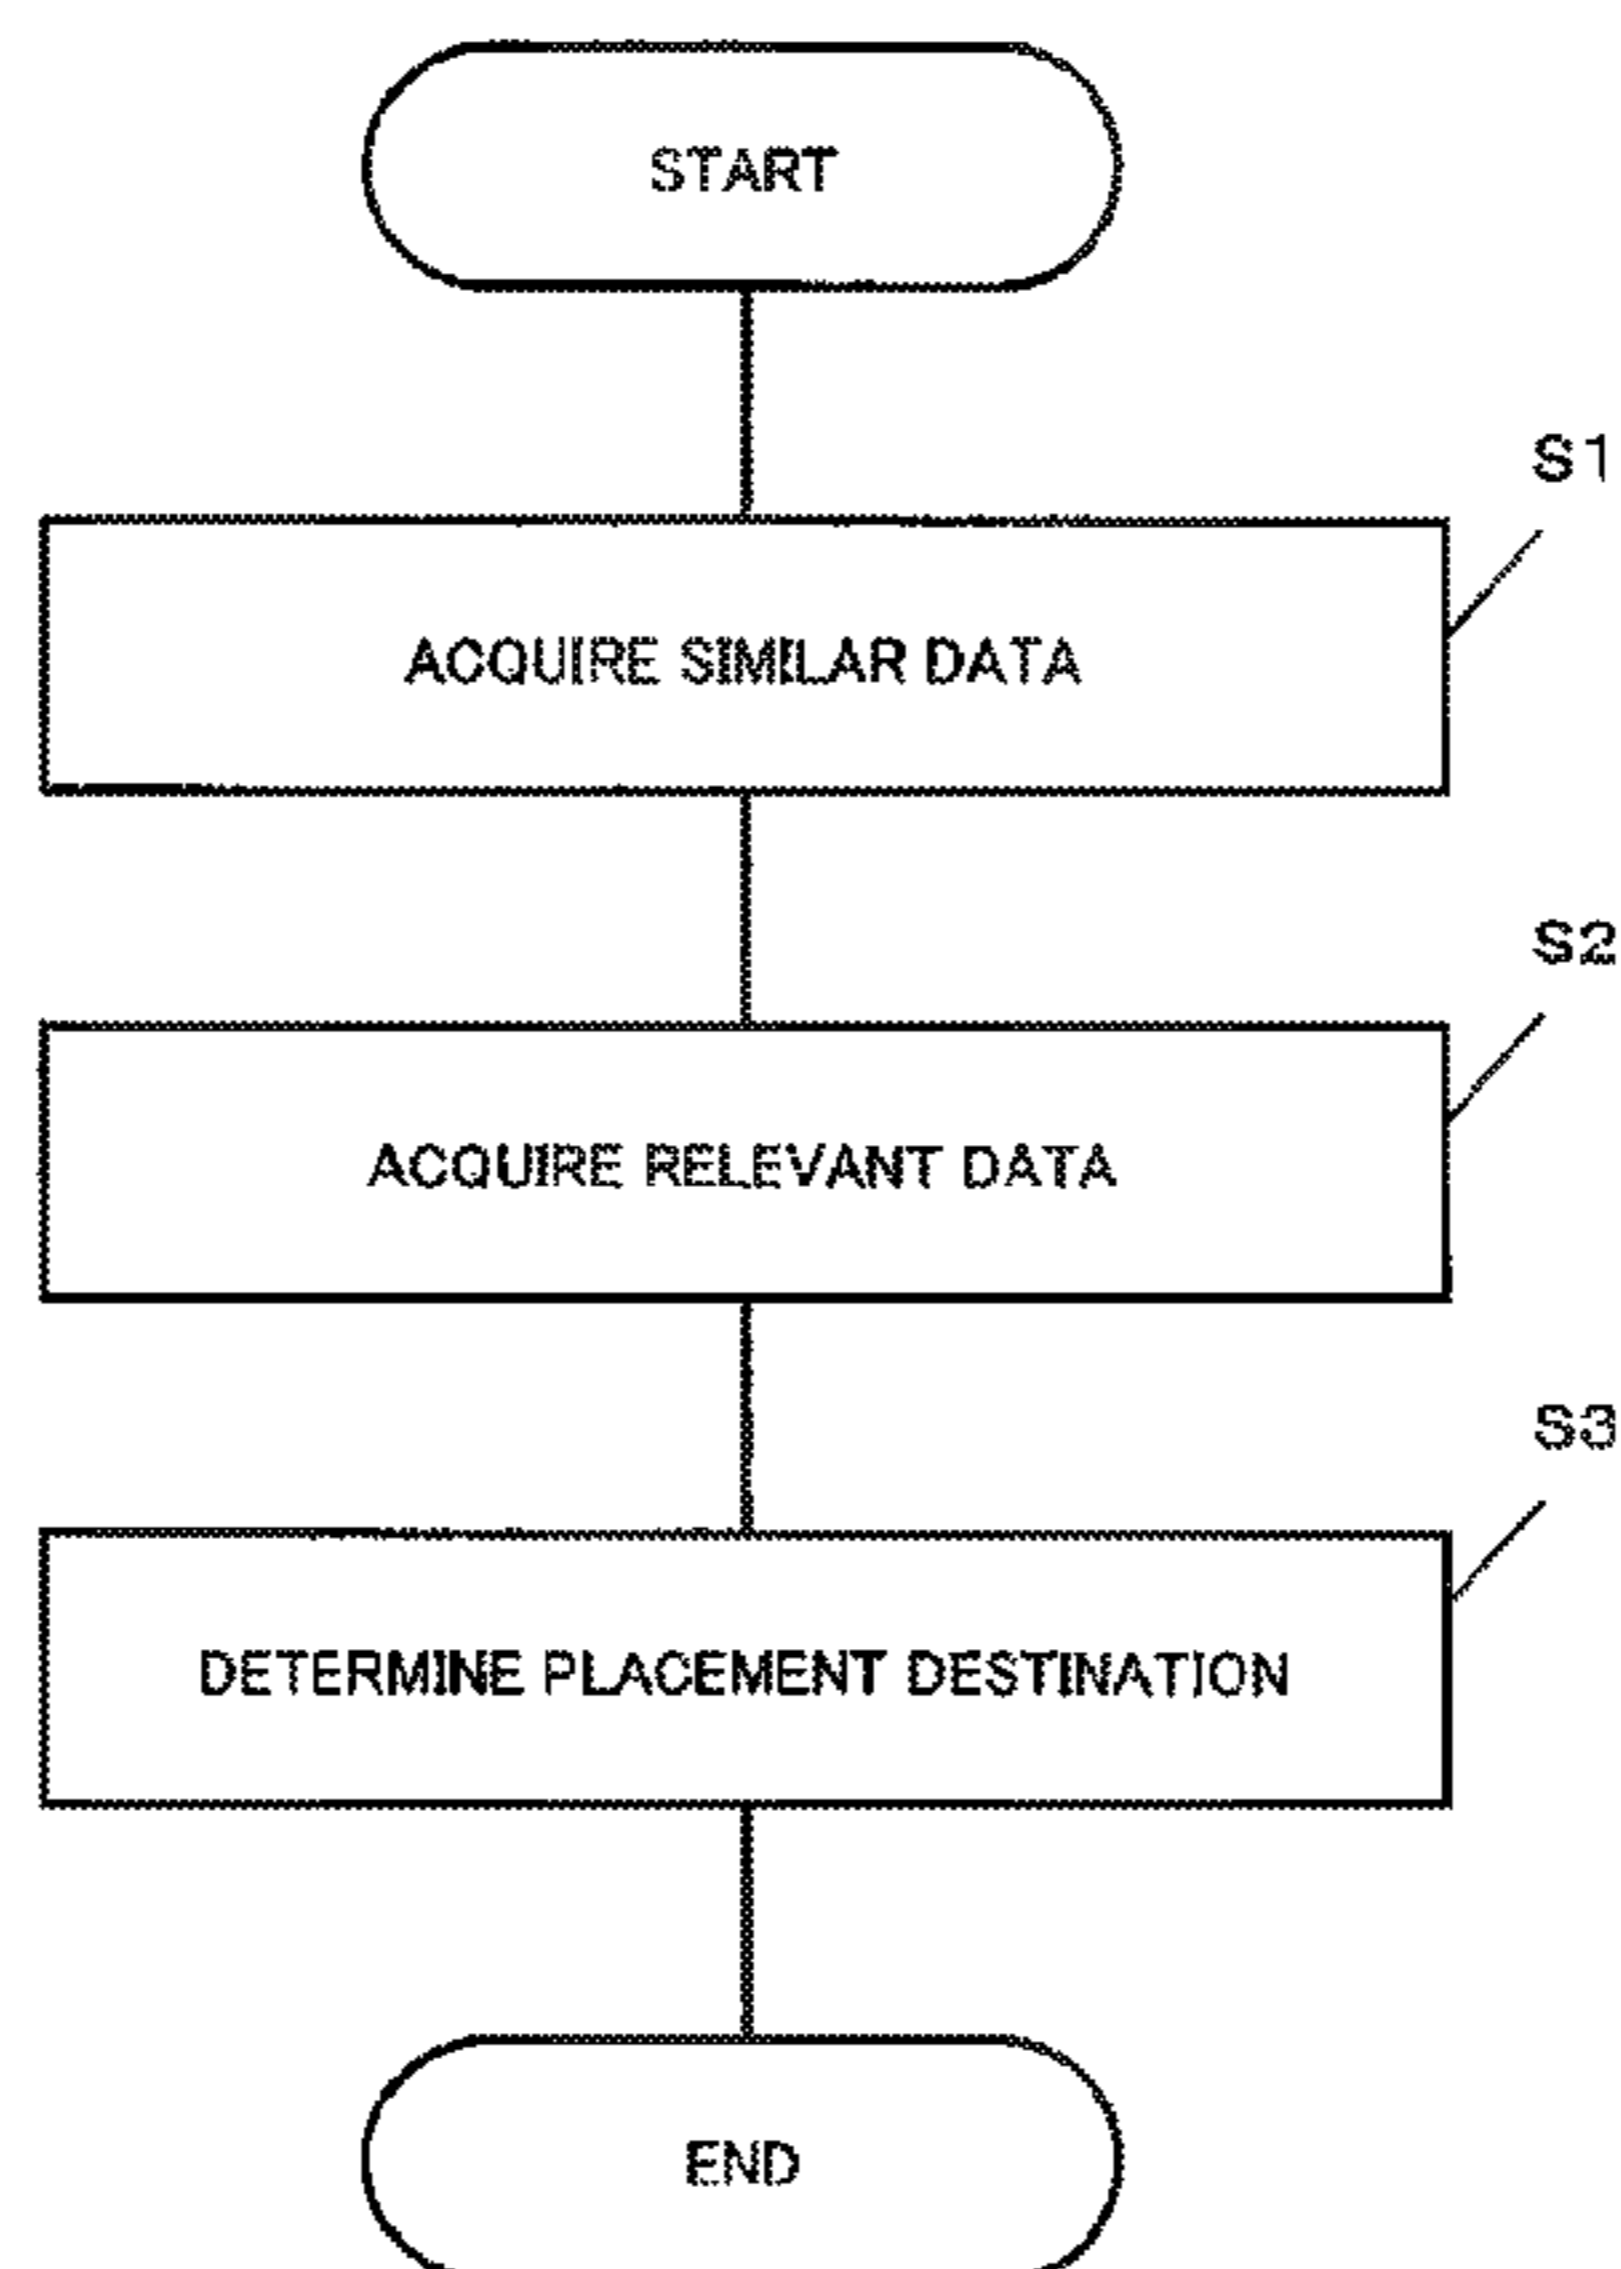 START
S1
ACQUIRE SIMILAR DATA
S2
ACQUIRE RELEVANT DATA
S3
DETERMINE PLACEMENT DESTINATION
END